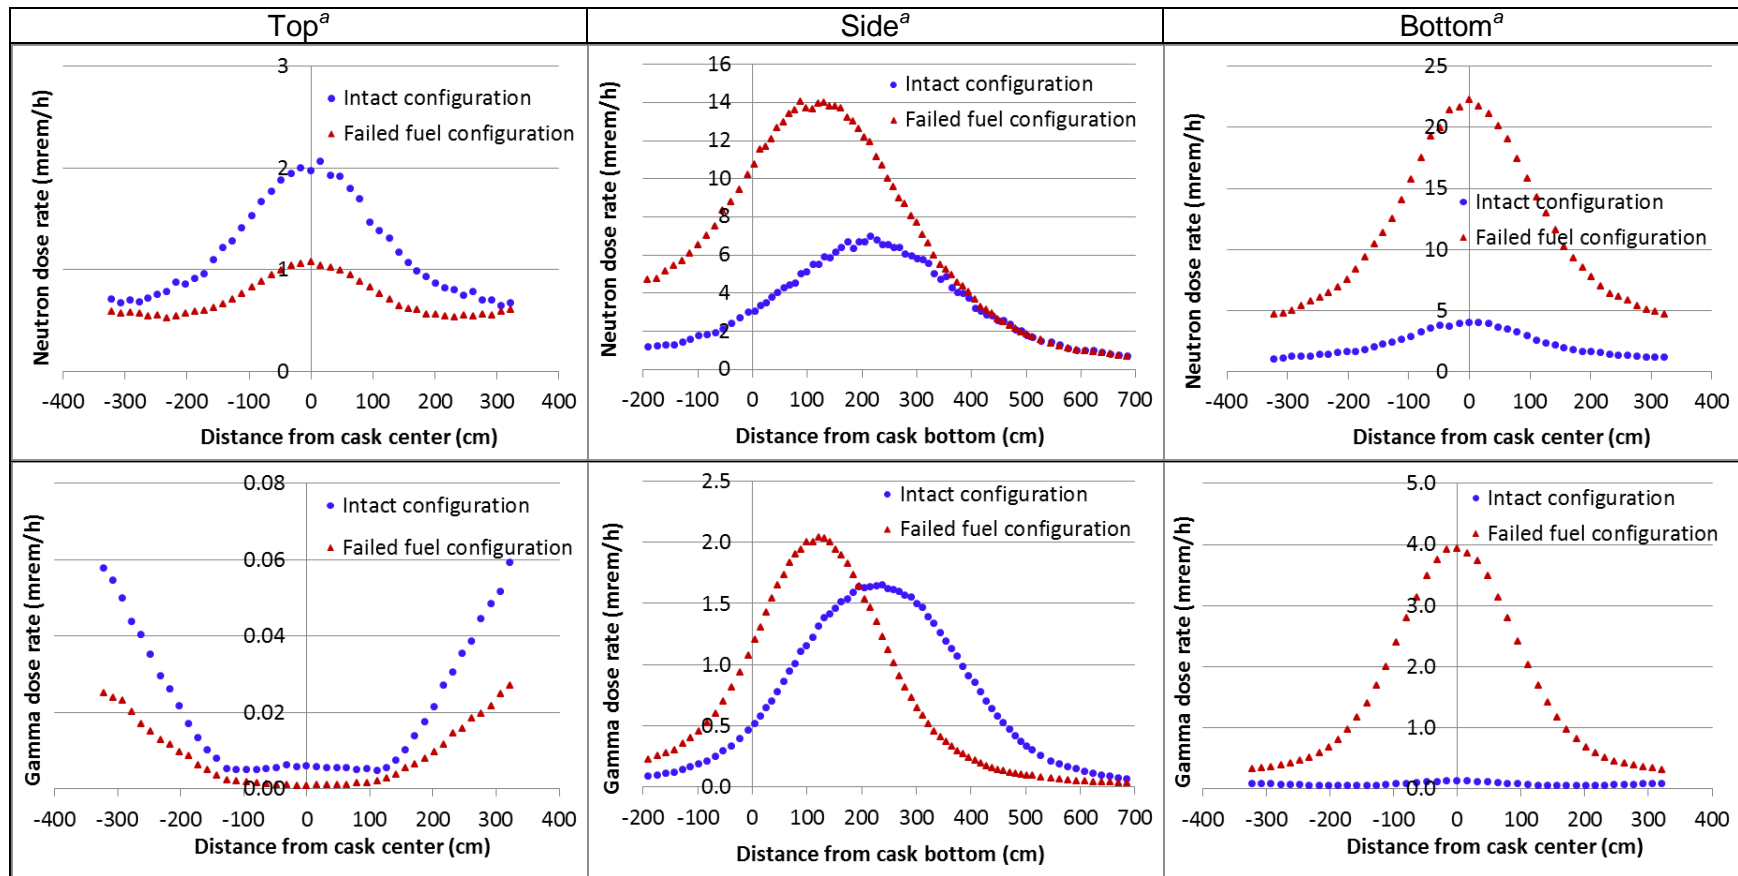 Topᵃ
Sideᵃ
Bottomᵃ
Neutron dose rate (mrem/h)
3
2
1
0
-400 -300 -200 -100 0 100 200 300 400
Distance from cask center (cm)
Intact configuration
Failed fuel configuration
Neutron dose rate (mrem/h)
16
14
12
10
8
6
4
2
0
-200 -100 0 100 200 300 400 500 600 700
Distance from cask bottom (cm)
Intact configuration
Failed fuel configuration
Neutron dose rate (mrem/h)
25
20
15
10
5
0
-400 -300 -200 -100 0 100 200 300 400
Distance from cask center (cm)
Intact configuration
Failed fuel configuration
Gamma dose rate (mrem/h)
0.08
0.06
0.04
0.02
0.00
-400 -300 -200 -100 0 100 200 300 400
Distance from cask center (cm)
Intact configuration
Failed fuel configuration
Gamma dose rate (mrem/h)
2.5
2.0
1.5
1.0
0.5
0.0
-200 -100 0 100 200 300 400 500 600 700
Distance from cask bottom (cm)
Intact configuration
Failed fuel configuration
Gamma dose rate (mrem/h)
5.0
4.0
3.0
2.0
1.0
0.0
-400 -300 -200 -100 0 100 200 300 400
Distance from cask center (cm)
Intact configuration
Failed fuel configuration